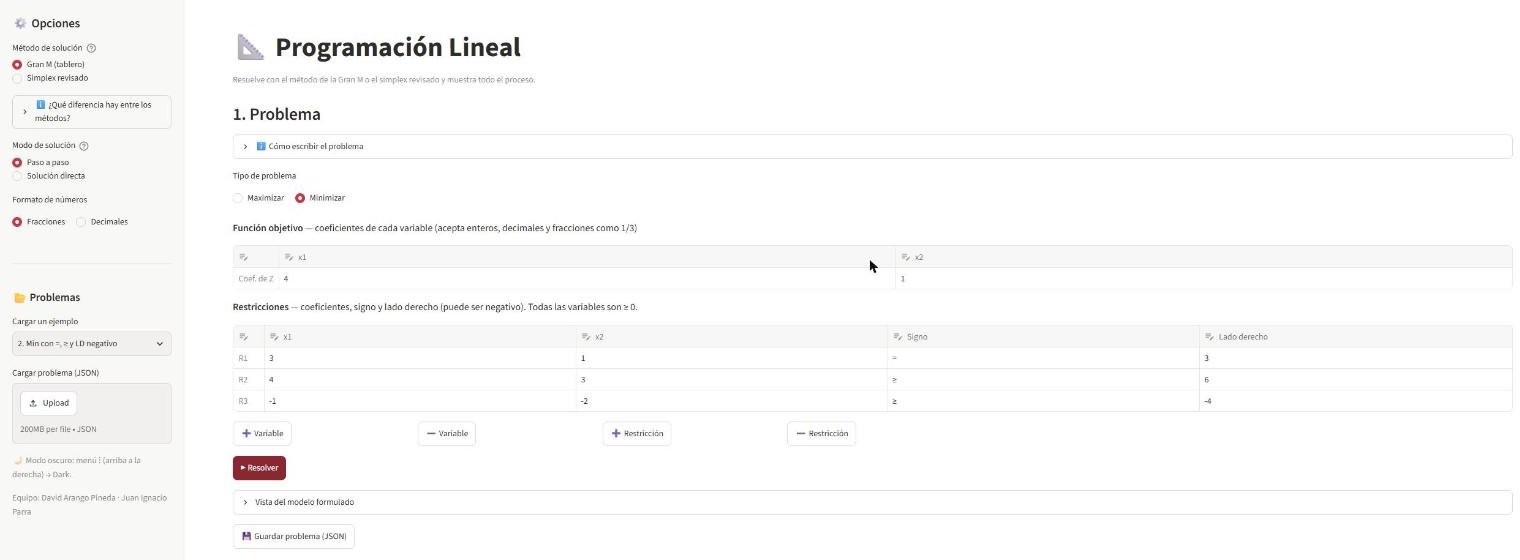 Opciones
Método de solución
Gran M (tablero)
Simplex revisado
¿Qué diferencia hay entre los
métodos?
Modo de solución
Paso a paso
Solución directa
Formato de números
Fracciones Decimales
Problemas
Cargar un ejemplo
2. Min con =, ≥ y LD negativo
Cargar problema (JSON)
Upload
200MB per file • JSON
Modo oscuro: menú ⁝ (arriba a la
derecha) → Dark.
Equipo: David Arango Pineda · Juan Ignacio
Parra
Programación Lineal
Resuelve con el método de la Gran M o el simplex revisado y muestra todo el proceso.
1. Problema
Cómo escribir el problema
Tipo de problema
Maximizar Minimizar
Función objetivo — coeficientes de cada variable (acepta enteros, decimales y fracciones como 1/3)
x1 x2
Coef. de Z 4 1
Restricciones — coeficientes, signo y lado derecho (puede ser negativo). Todas las variables son ≥ 0.
x1 x2 Signo Lado derecho
R1 3 1 = 3
R2 4 3 ≥ 6
R3 -1 -2 ≥ -4
+ Variable − Variable + Restricción − Restricción
Resolver
Vista del modelo formulado
Guardar problema (JSON)